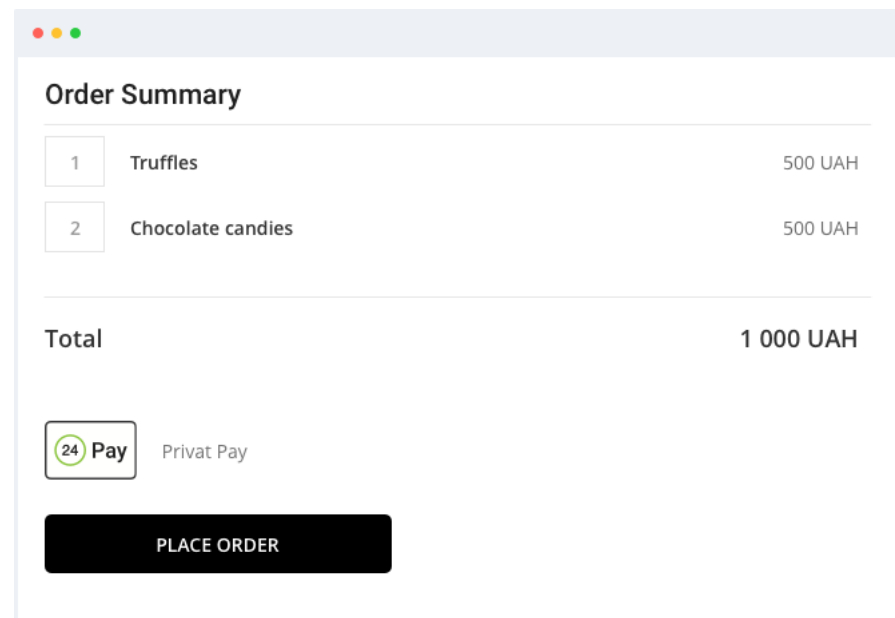 Order Summary
1 Truffles 500 UAH
2 Chocolate candies 500 UAH
Total 1 000 UAH
24 Pay Privat Pay
PLACE ORDER